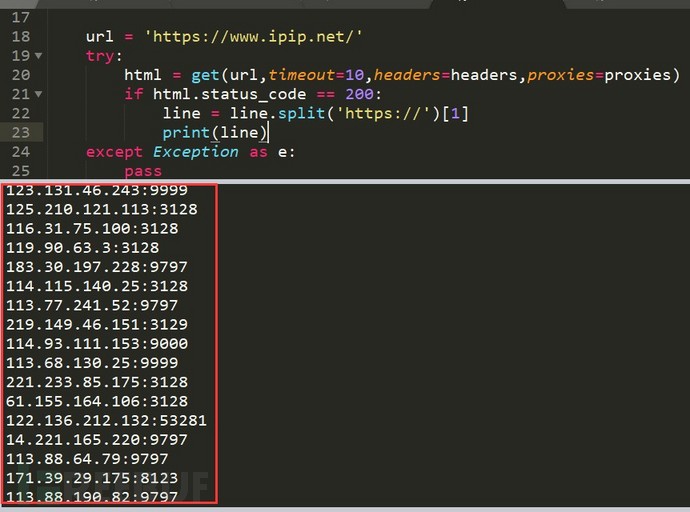 17
18 url = 'https://www.ipip.net/'
19 try:
20 html = get(url,timeout=10,headers=headers,proxies=proxies)
21 if html.status_code == 200:
22 line = line.split('https://')[1]
23 print(line)
24 except Exception as e:
25 pass
123.131.46.243:9999
125.210.121.113:3128
116.31.75.100:3128
119.90.63.3:3128
183.30.197.228:9797
114.115.140.25:3128
113.77.241.52:9797
219.149.46.151:3129
114.93.111.153:9000
113.68.130.25:9999
221.233.85.175:3128
61.155.164.106:3128
122.136.212.132:53281
14.221.165.220:9797
113.88.64.79:9797
171.39.29.175:8123
113.88.190.82:9797